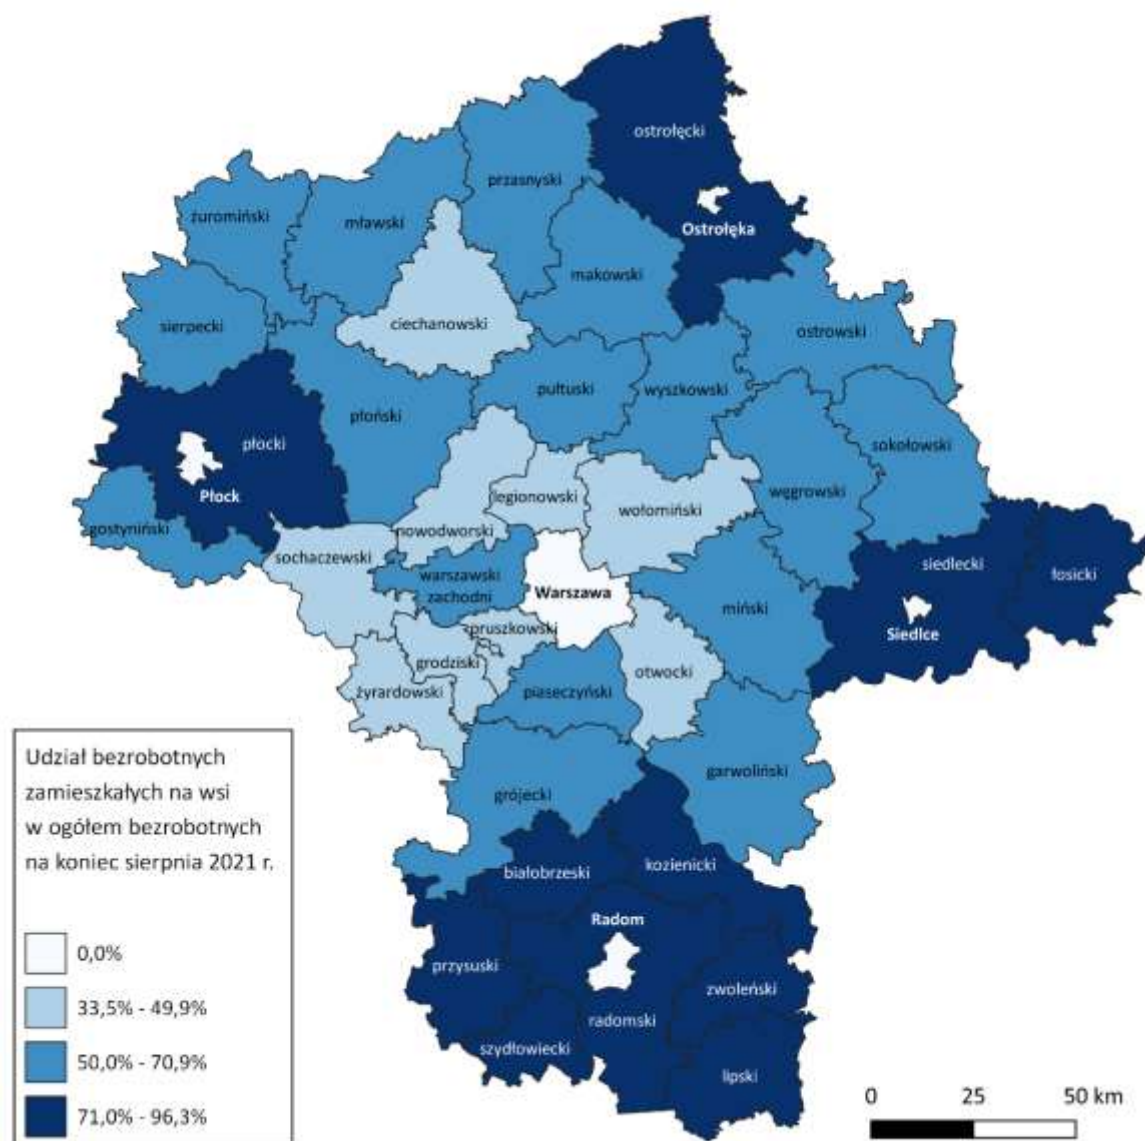 ostrołęcki
przasnyski
żuromiński
mławski
Ostrołęka
makowski
ciechanowski
sierpecki
ostrowski
pułtuski
wyszkowski
płoński
płocki
sokołowski
węgrowski
Płock
legionowski
wołomiński
gostyniński
nowodworski
sochaczewski
siedlecki
łosicki
warszawski
zachodni
Warszawa
miński
Siedlce
pruszkowski
grodziski
otwocki
żyrardowski
piaseczyński
garwoliński
grójecki
białobrzeski
kozienicki
Radom
przysuski
zwoleński
radomski
szydłowiecki
lipski
Udział bezrobotnych
zamieszkałych na wsi
w ogółem bezrobotnych
na koniec sierpnia 2021 r.
0,0%
33,5% - 49,9%
50,0% - 70,9%
71,0% - 96,3%
0 25 50 km